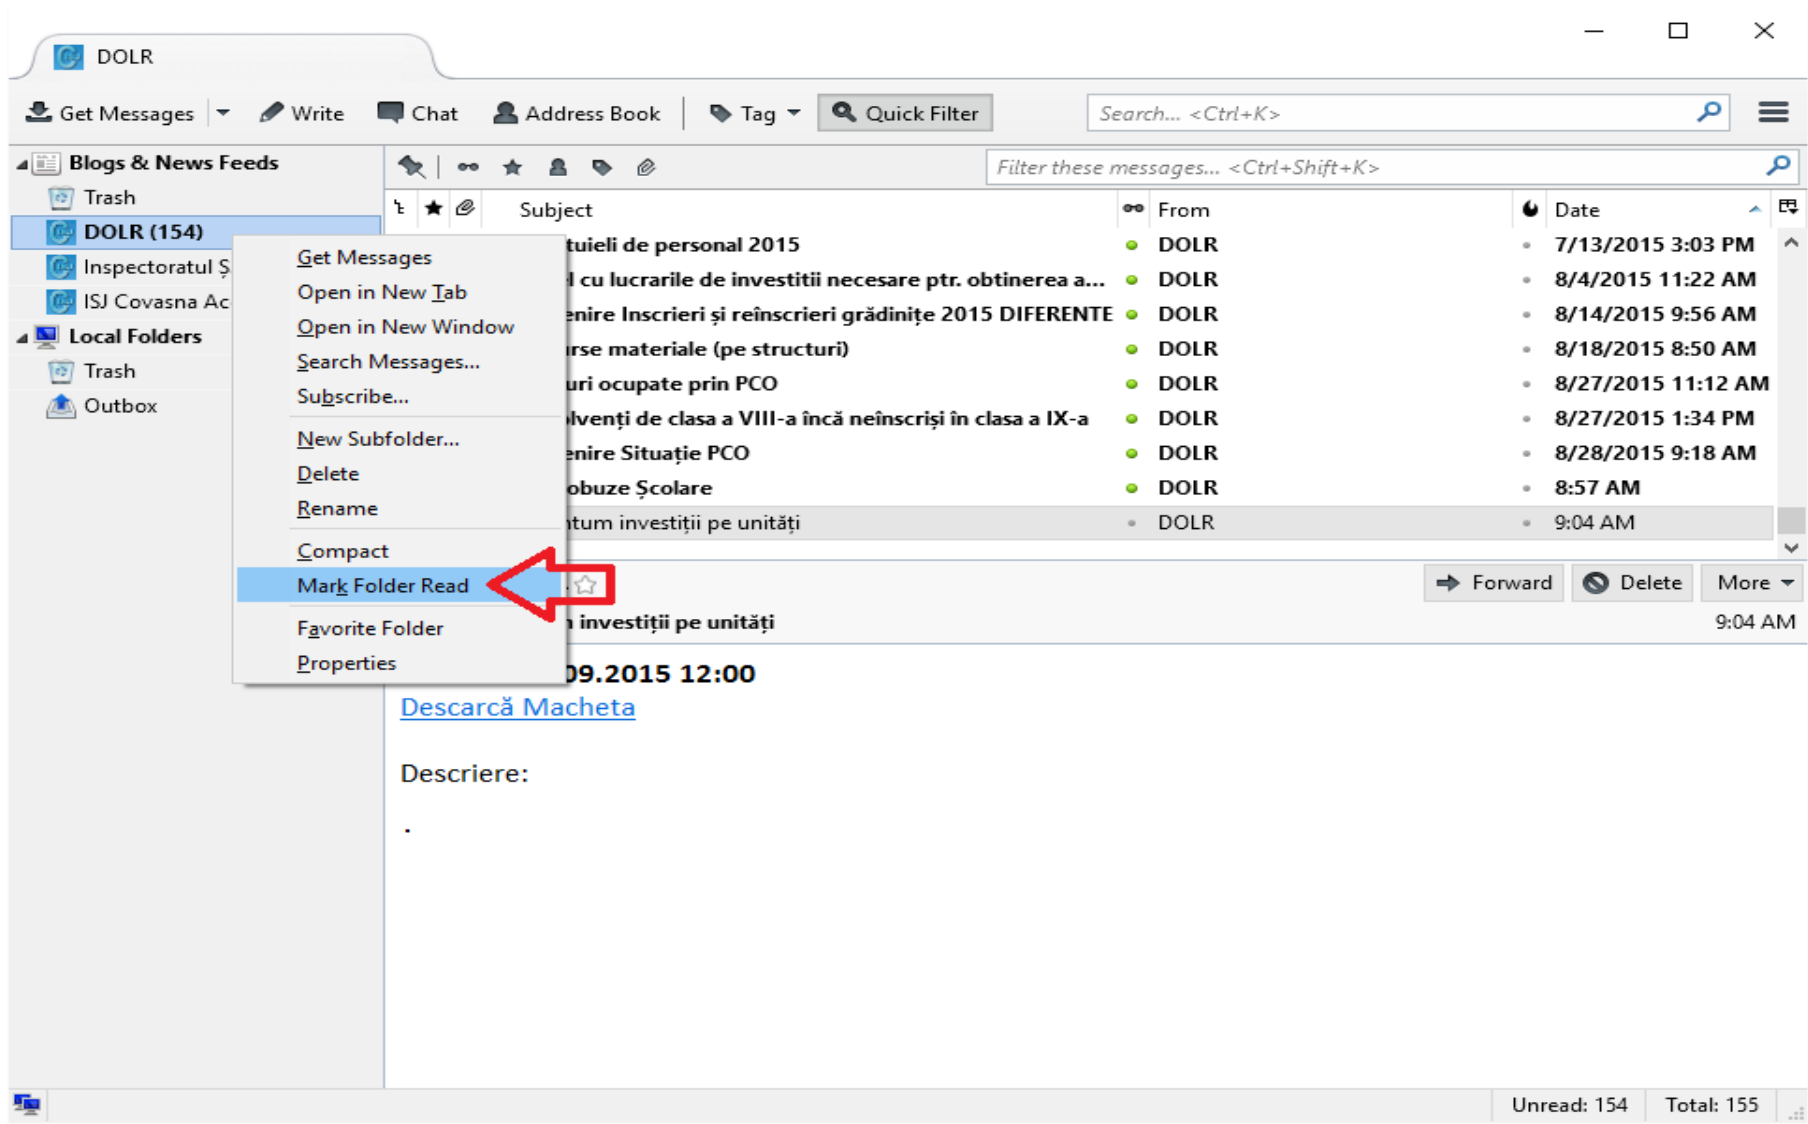 DOLR
Get Messages Write Chat Address Book Tag Quick Filter Search... <Ctrl+K>
Blogs & News Feeds
Trash
DOLR (154)
Inspectoratul Ș
ISJ Covasna Ac
Local Folders
Trash
Outbox
Get Messages
Open in New Tab
Open in New Window
Search Messages...
Subscribe...
New Subfolder...
Delete
Rename
Compact
Mark Folder Read
Favorite Folder
Properties
Filter these messages... <Ctrl+Shift+K>
Subject From Date
tuieli de personal 2015 DOLR 7/13/2015 3:03 PM
l cu lucrarile de investitii necesare ptr. obtinerea a... DOLR 8/4/2015 11:22 AM
enire Inscrieri și reînscrieri grădinițe 2015 DIFERENTE DOLR 8/14/2015 9:56 AM
urse materiale (pe structuri) DOLR 8/18/2015 8:50 AM
uri ocupate prin PCO DOLR 8/27/2015 11:12 AM
olvenți de clasa a VIII-a încă neînscriși în clasa a IX-a DOLR 8/27/2015 1:34 PM
enire Situație PCO DOLR 8/28/2015 9:18 AM
obuze Școlare DOLR 8:57 AM
ntum investiții pe unități DOLR 9:04 AM
Forward Delete More
investiții pe unități 9:04 AM
09.2015 12:00
Descarcă Macheta
Descriere:
.
Unread: 154 Total: 155